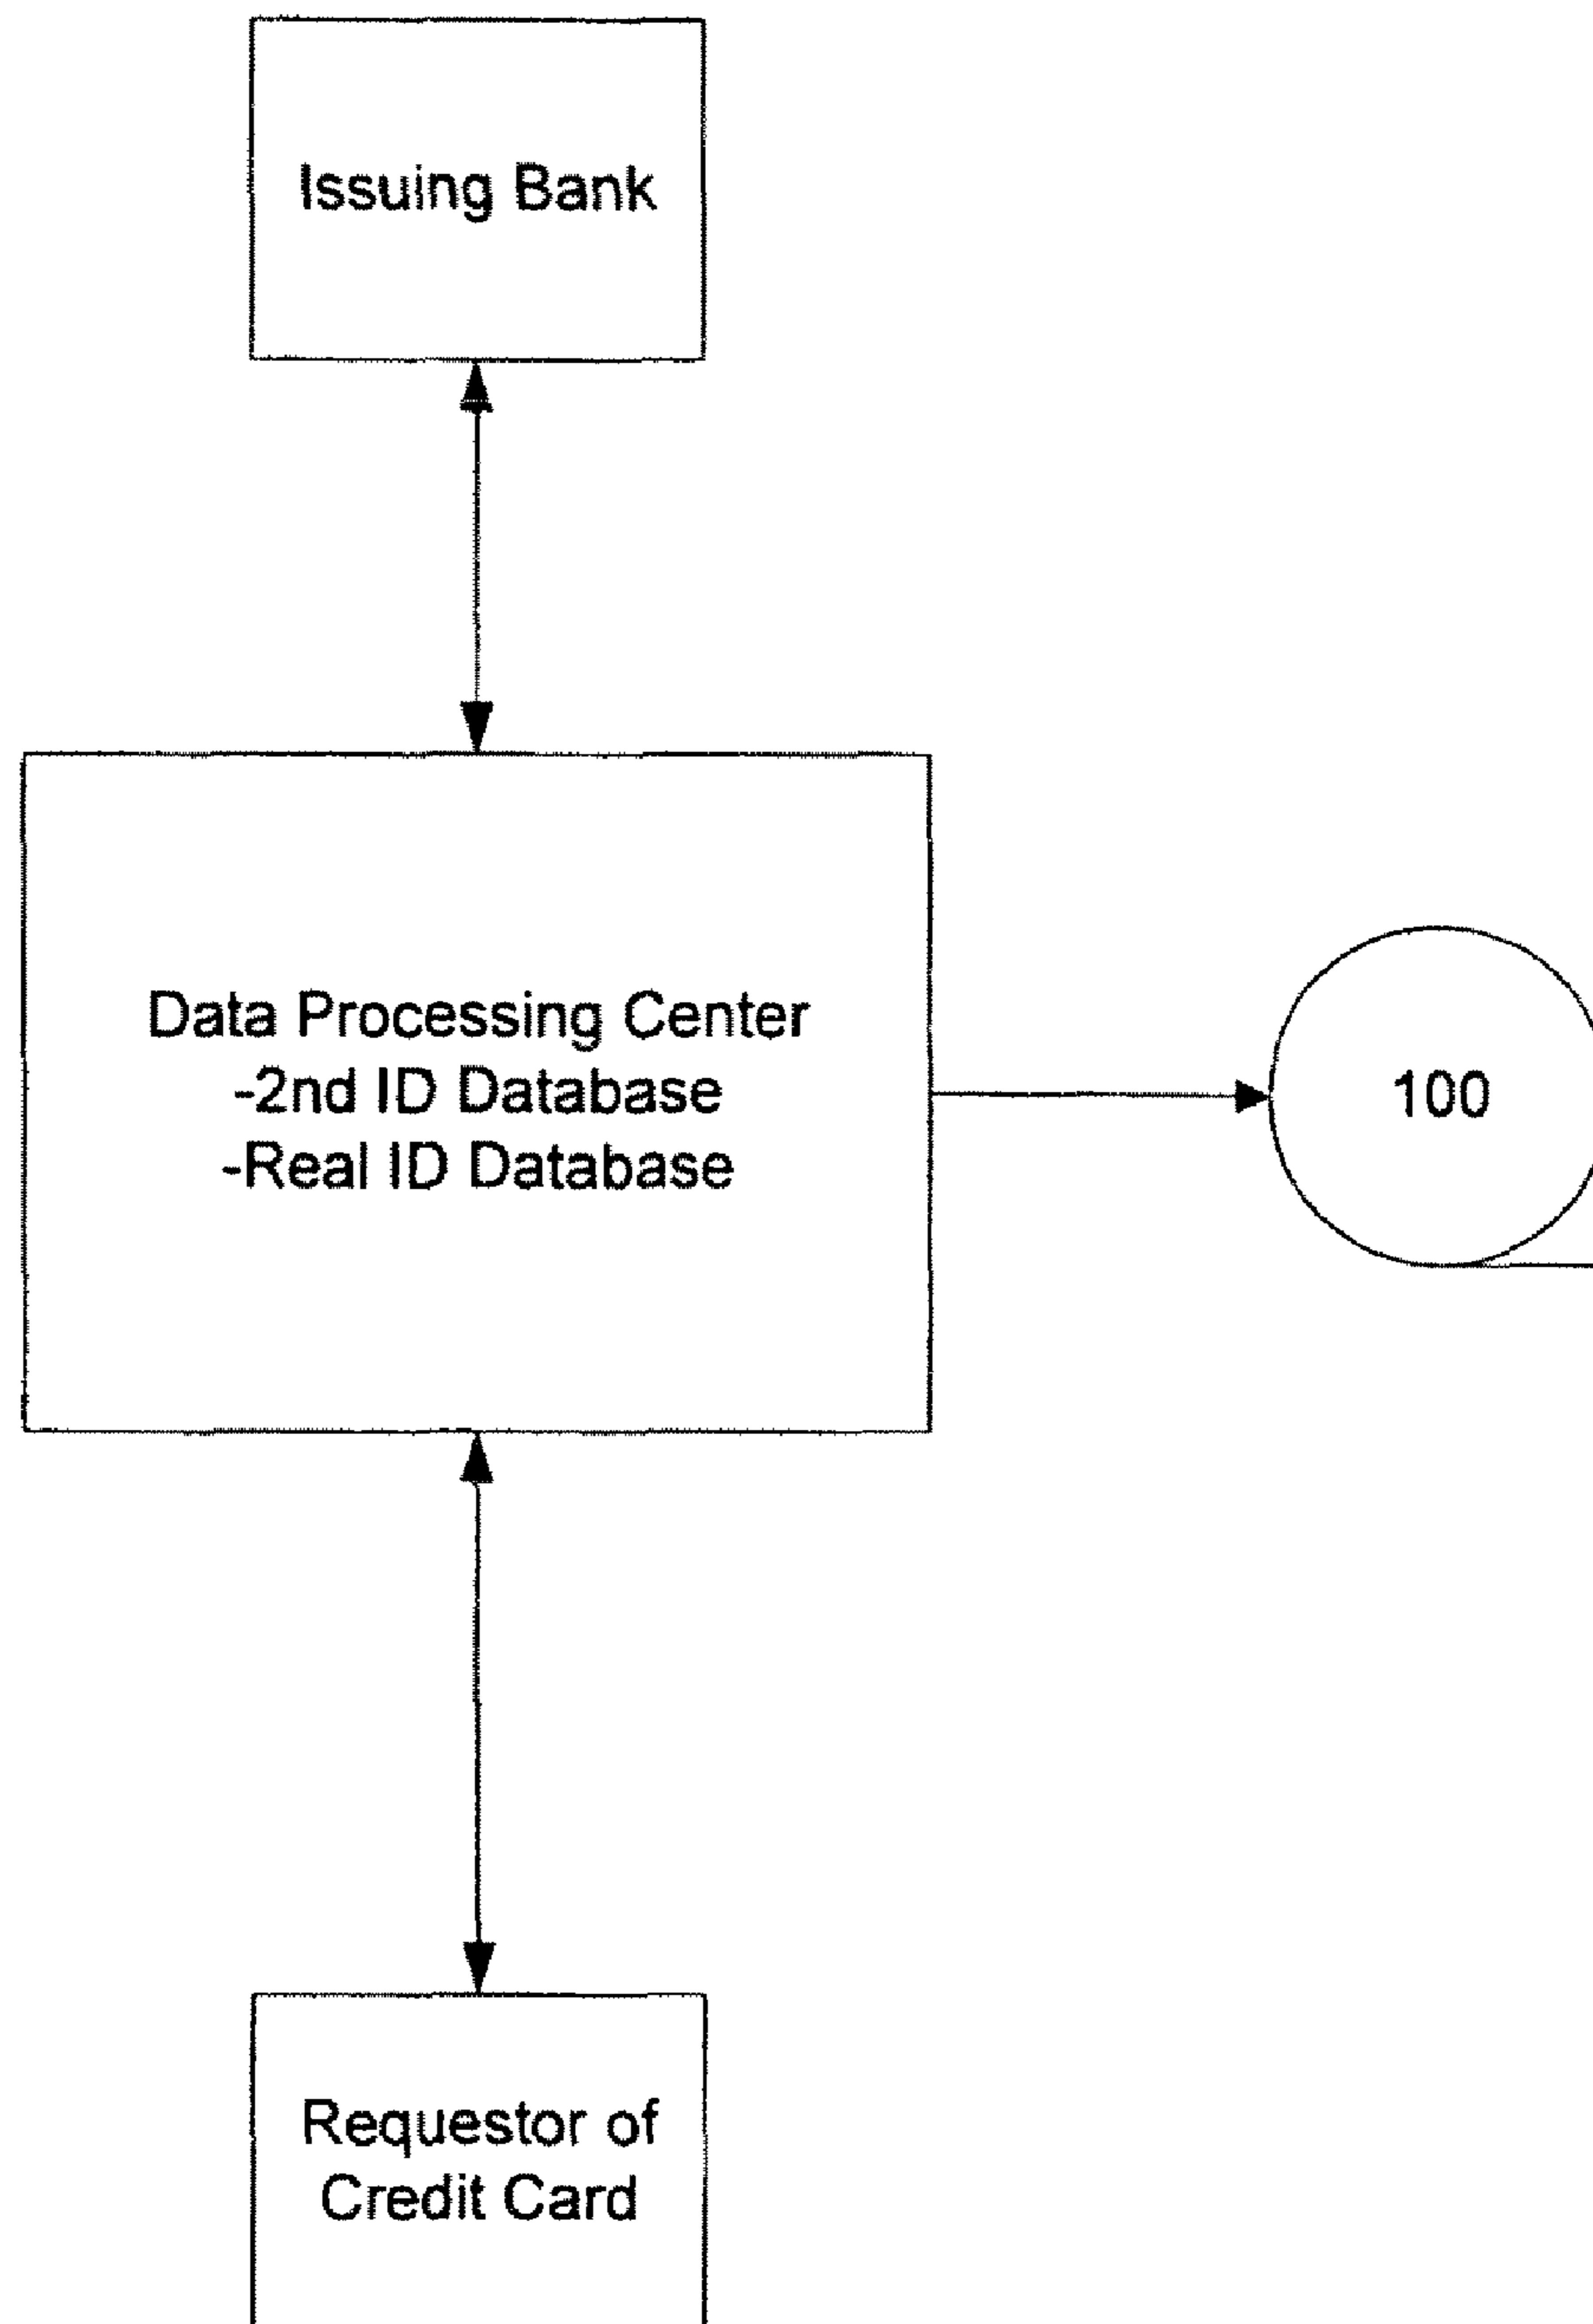 Issuing Bank
Data Processing Center
-2nd ID Database
-Real ID Database
100
Requestor of
Credit Card